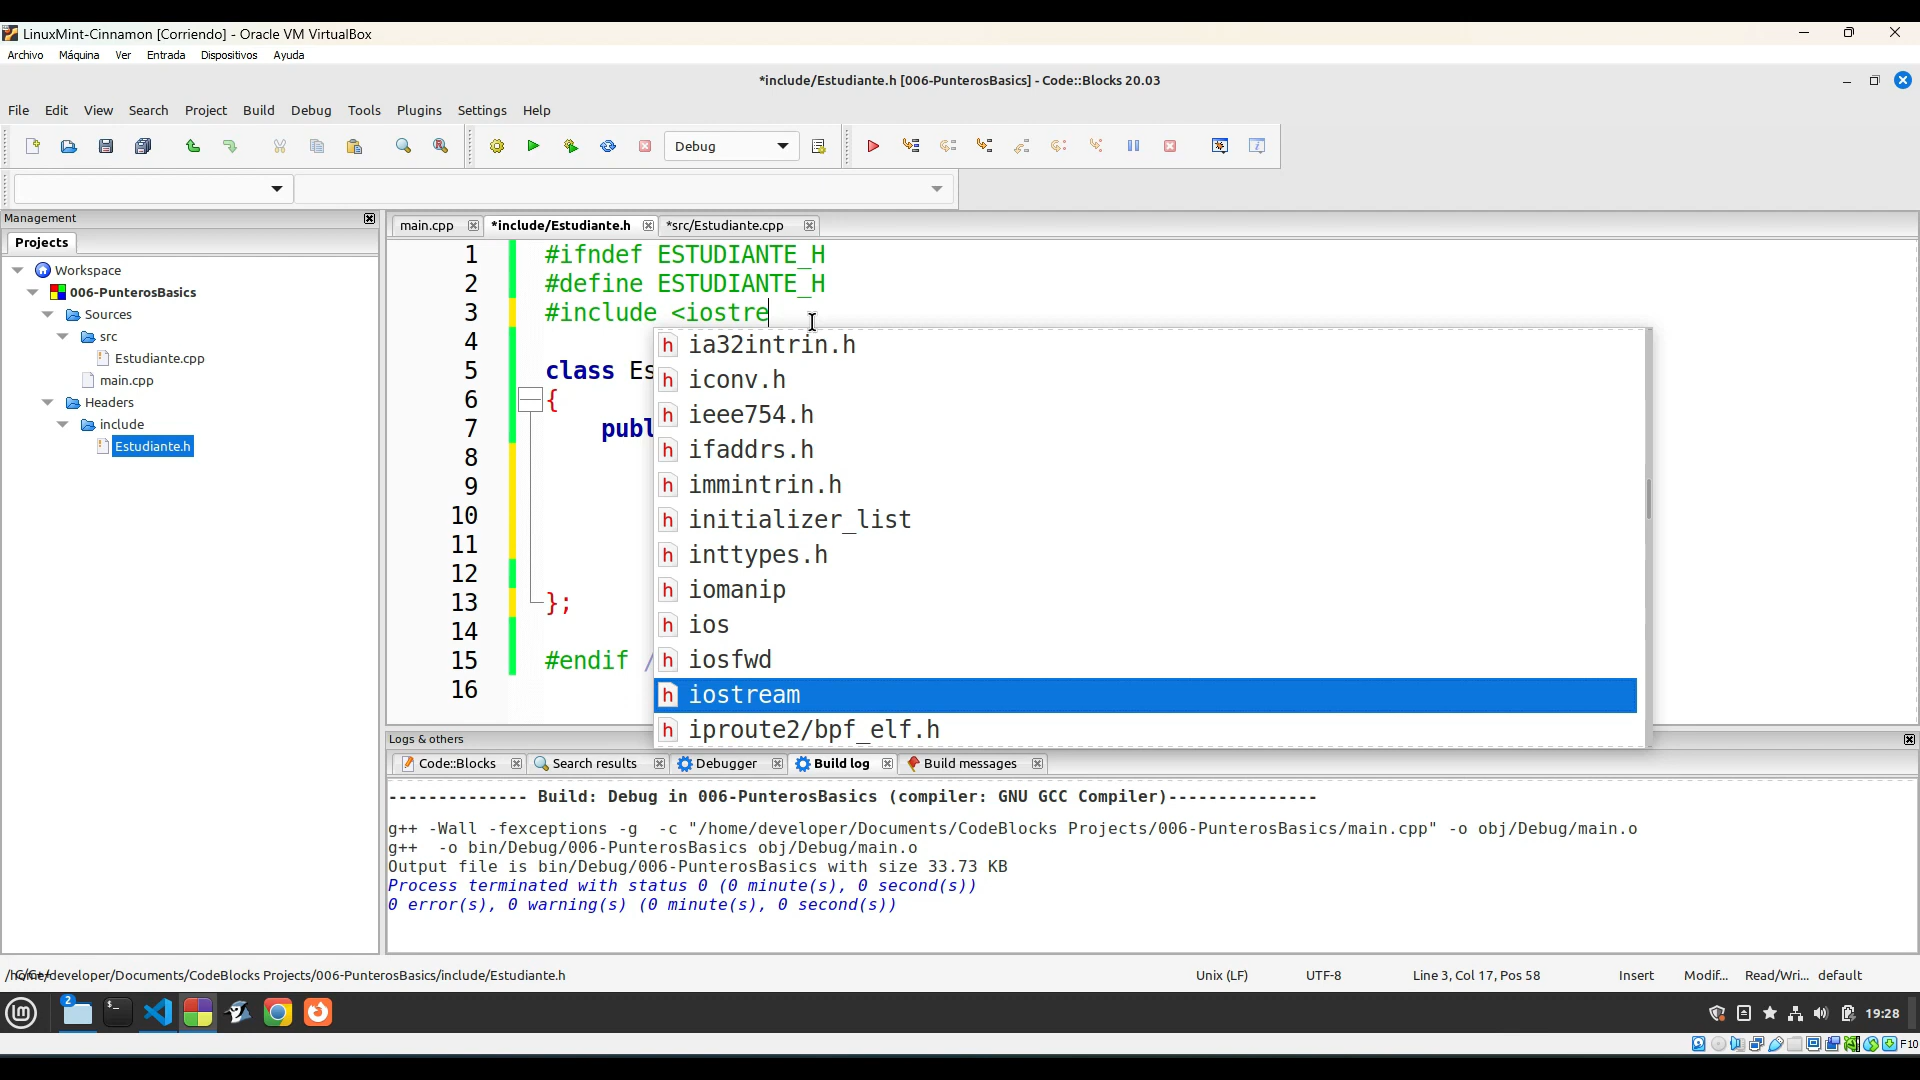 LinuxMint-Cinnamon [Corriendo] - Oracle VM VirtualBox
Archivo Máquina Ver Entrada Dispositivos Ayuda
*include/Estudiante.h [006-PunterosBasics] - Code::Blocks 20.03
File Edit View Search Project Build Debug Tools Plugins Settings Help
Debug
Management
Projects
Workspace
006-PunterosBasics
Sources
src
Estudiante.cpp
main.cpp
Headers
include
Estudiante.h
main.cpp *include/Estudiante.h *src/Estudiante.cpp
1 #ifndef ESTUDIANTE_H
2 #define ESTUDIANTE_H
3 #include <iostre
4
5 class Es
6 {
7 publ
8
9
10
11
12
13 };
14
15 #endif /
16
ia32intrin.h
iconv.h
ieee754.h
ifaddrs.h
immintrin.h
initializer_list
inttypes.h
iomanip
ios
iosfwd
iostream
iproute2/bpf_elf.h
Logs & others
Code::Blocks Search results Debugger Build log Build messages
-------------- Build: Debug in 006-PunterosBasics (compiler: GNU GCC Compiler)---------------
g++ -Wall -fexceptions -g  -c "/home/developer/Documents/CodeBlocks Projects/006-PunterosBasics/main.cpp" -o obj/Debug/main.o
g++  -o bin/Debug/006-PunterosBasics obj/Debug/main.o
Output file is bin/Debug/006-PunterosBasics with size 33.73 KB
Process terminated with status 0 (0 minute(s), 0 second(s))
0 error(s), 0 warning(s) (0 minute(s), 0 second(s))
/home/developer/Documents/CodeBlocks Projects/006-PunterosBasics/include/Estudiante.h Unix (LF) UTF-8 Line 3, Col 17, Pos 58 Insert Modif... Read/Wri... default
2 19:28
F10